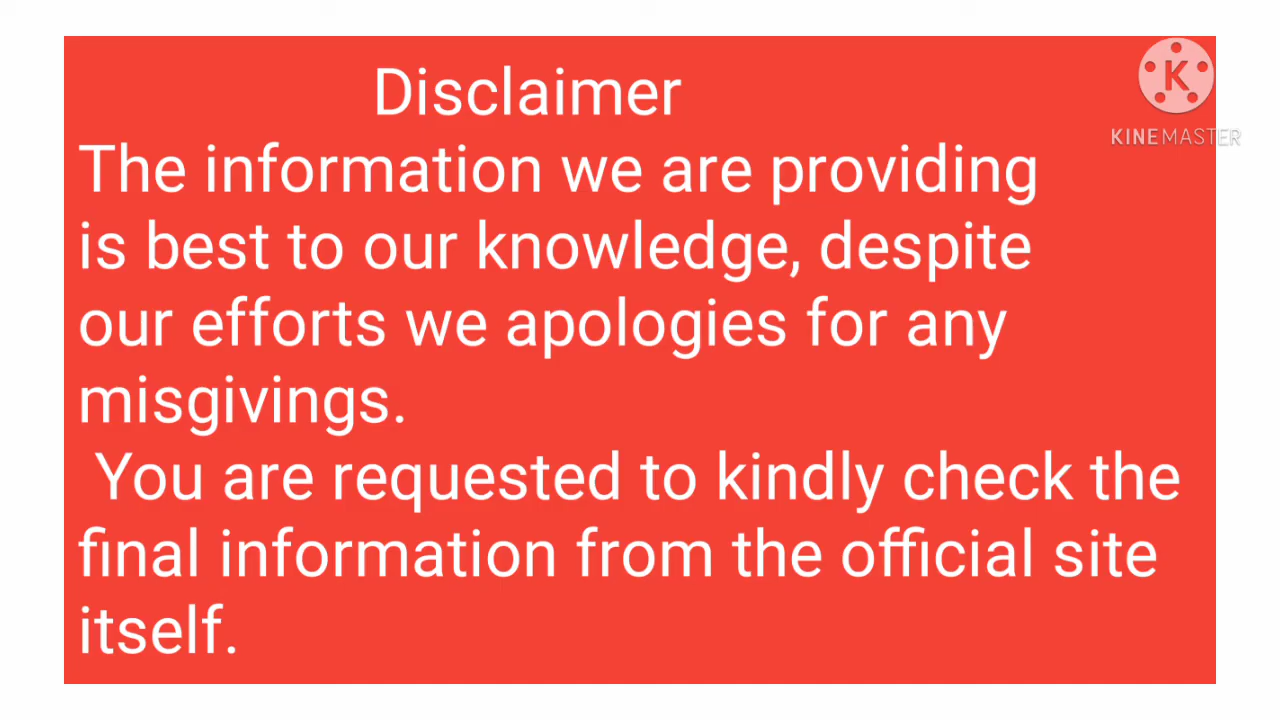 Disclaimer
The information we are providing
is best to our knowledge, despite
our efforts we apologies for any
misgivings.
You are requested to kindly check the
final information from the official site
itself.
K
KINEMASTER